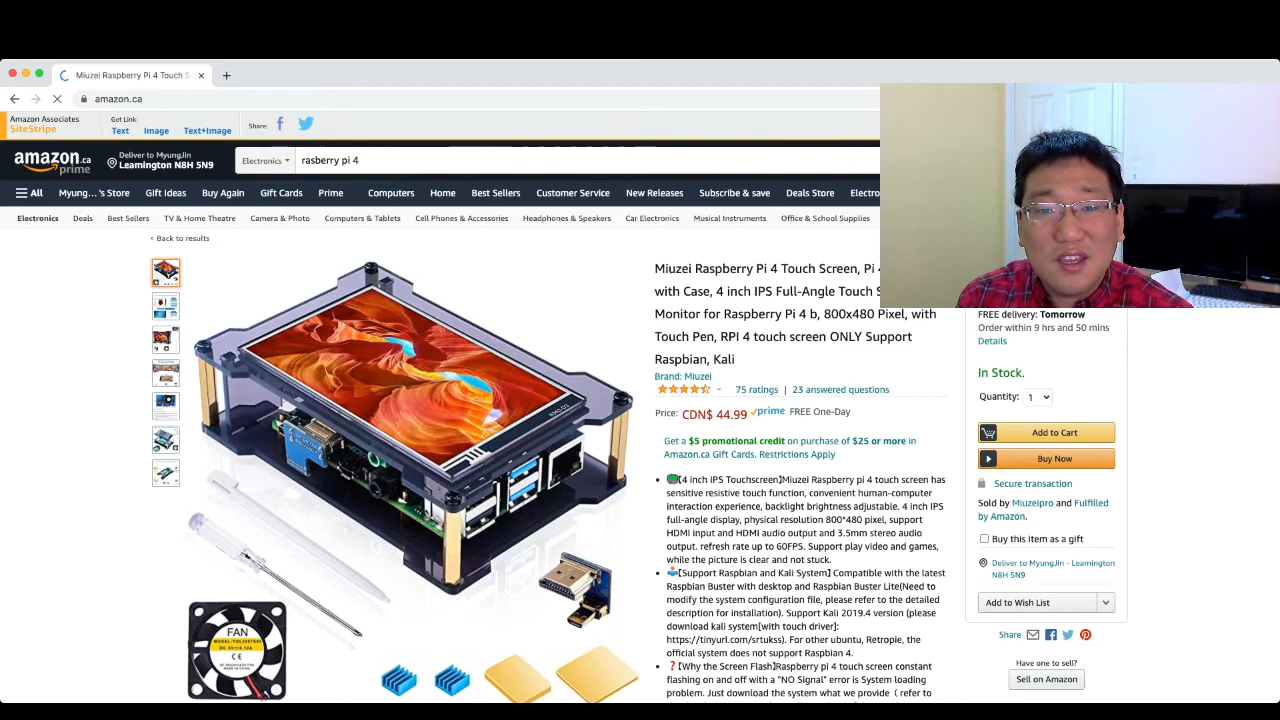 Miuzei Raspberry Pi 4 Touch S
amazon.ca
Amazon Associates
SiteStripe
Get Link:
Text Image Text+Image
Share:
amazon.ca
prime
Deliver to MyungJin
Leamington N8H 5N9
Electronics
rasberry pi 4
All Myung... 's Store Gift Ideas Buy Again Gift Cards Prime Computers Home Best Sellers Customer Service New Releases Subscribe & save Deals Store Electro
Electronics Deals Best Sellers TV & Home Theatre Camera & Photo Computers & Tablets Cell Phones & Accessories Headphones & Speakers Car Electronics Musical Instruments Office & School Supplies
‹ Back to results
Miuzei Raspberry Pi 4 Touch Screen, Pi 4
with Case, 4 inch IPS Full-Angle Touch S
Monitor for Raspberry Pi 4 b, 800x480 Pixel, with
Touch Pen, RPI 4 touch screen ONLY Support
Raspbian, Kali
Brand: Miuzei
75 ratings | 23 answered questions
Price: CDN$ 44.99 prime FREE One-Day
Get a $5 promotional credit on purchase of $25 or more in
Amazon.ca Gift Cards. Restrictions Apply
【4 inch IPS Touchscreen】Miuzei Raspberry pi 4 touch screen has
sensitive resistive touch function, convenient human-computer
interaction experience, backlight brightness adjustable. 4 inch IPS
full-angle display, physical resolution 800*480 pixel, support
HDMI input and HDMI audio output and 3.5mm stereo audio
output. refresh rate up to 60FPS. Support play video and games,
while the picture is clear and not stuck.
【Support Raspbian and Kali System】 Compatible with the latest
Raspbian Buster with desktop and Raspbian Buster Lite(Need to
modify the system configuration file, please refer to the detailed
description for installation). Support Kali 2019.4 version (please
download kali system[with touch driver]:
https://tinyurl.com/srtukss). For other ubuntu, Retropie, the
official system does not support Raspbian 4.
❓【Why the Screen Flash】Raspberry pi 4 touch screen constant
flashing on and off with a "NO Signal" error is System loading
problem. Just download the system what we provide（ refer to
FREE delivery: Tomorrow
Order within 9 hrs and 50 mins
Details
In Stock.
Quantity: 1
Add to Cart
Buy Now
Secure transaction
Sold by Miuzeipro and Fulfilled
by Amazon.
Buy this item as a gift
Deliver to MyungJin - Leamington
N8H 5N9
Add to Wish List
Share
Have one to sell?
Sell on Amazon
FAN